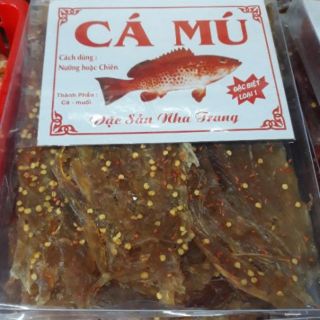 CÁ MÚ
Cách dùng :
Nướng hoặc Chiên
Thành Phần :
Cá - muối
ĐẶC BIỆT
LOẠI 1
Đặc Sản Nha Trang